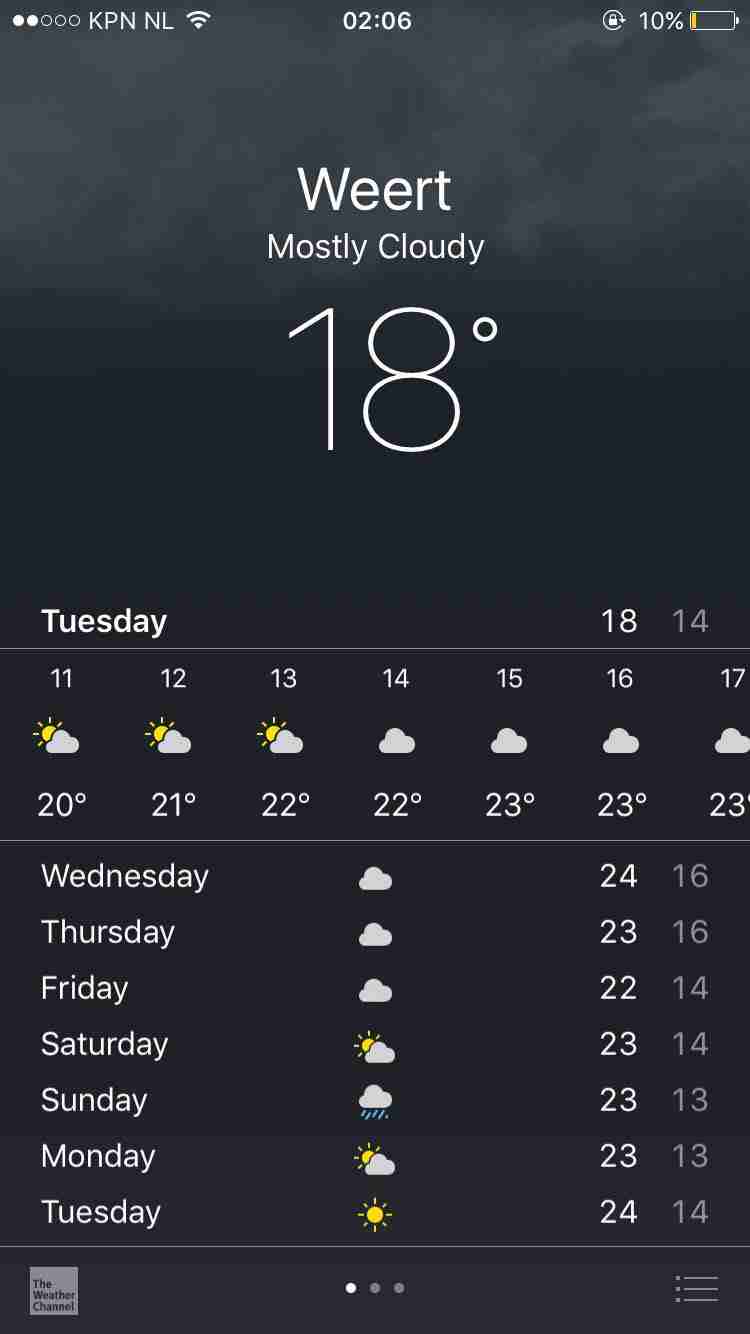 KPN NL 02:06 10%
Weert
Mostly Cloudy
18°
Tuesday 18 14
11 12 13 14 15 16 17
20° 21° 22° 22° 23° 23° 23°
Wednesday 24 16
Thursday 23 16
Friday 22 14
Saturday 23 14
Sunday 23 13
Monday 23 13
Tuesday 24 14
The
Weather
Channel